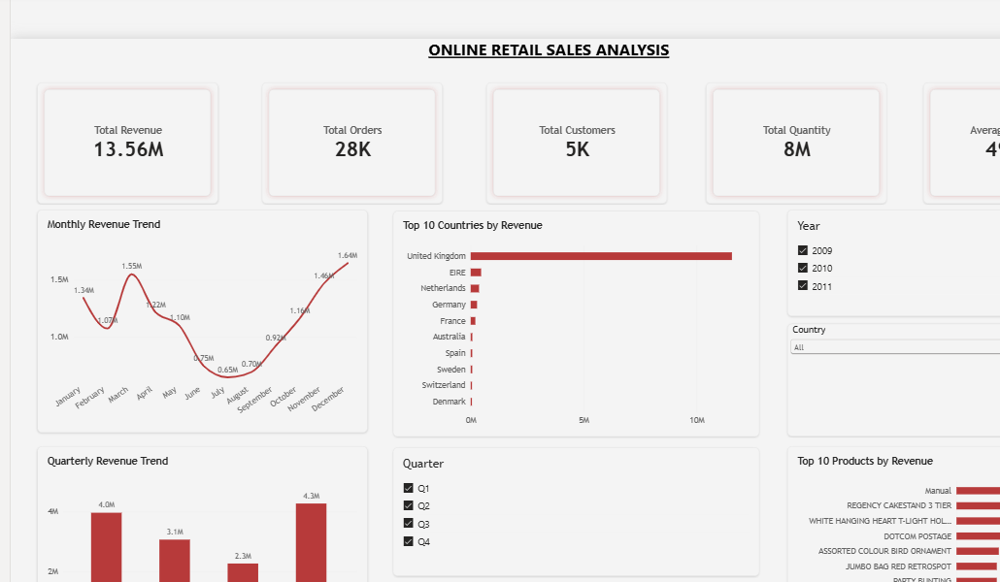 ONLINE RETAIL SALES ANALYSIS
Total Revenue
13.56M
Total Orders
28K
Total Customers
5K
Total Quantity
8M
Monthly Revenue Trend
1.5M
1.0M
1.34M
1.07M
1.55M
1.22M
1.10M
0.75M
0.65M
0.70M
0.92M
1.16M
1.46M
1.64M
January
February
March
April
May
June
July
August
September
October
November
December
Top 10 Countries by Revenue
United Kingdom
EIRE
Netherlands
Germany
France
Australia
Spain
Sweden
Switzerland
Denmark
0M
5M
10M
Year
2009
2010
2011
Country
All
Quarterly Revenue Trend
4M
2M
4.0M
3.1M
2.3M
4.3M
Quarter
Q1
Q2
Q3
Q4
Top 10 Products by Revenue
Manual
REGENCY CAKESTAND 3 TIER
WHITE HANGING HEART T-LIGHT HOL...
DOTCOM POSTAGE
ASSORTED COLOUR BIRD ORNAMENT
JUMBO BAG RED RETROSPOT
PARTY BUNTING